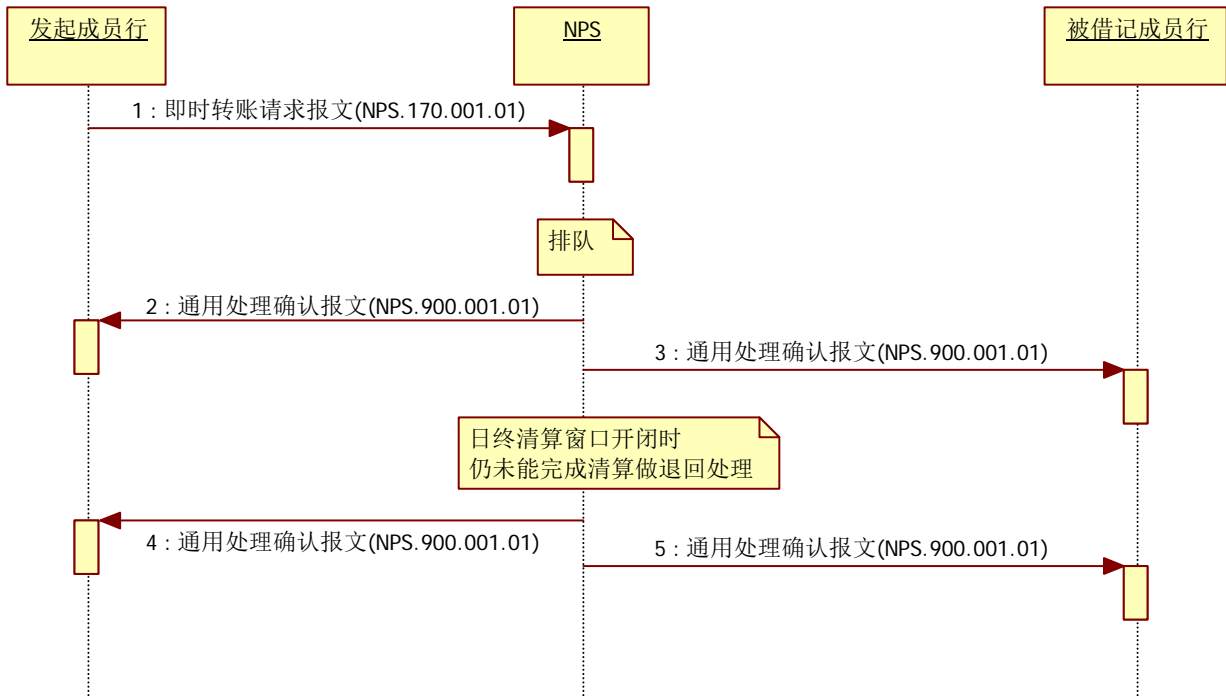 发起成员行
NPS
被借记成员行
1 : 即时转账请求报文(NPS.170.001.01)
排队
2 : 通用处理确认报文(NPS.900.001.01)
3 : 通用处理确认报文(NPS.900.001.01)
日终清算窗口开闭时
仍未能完成清算做退回处理
4 : 通用处理确认报文(NPS.900.001.01)
5 : 通用处理确认报文(NPS.900.001.01)